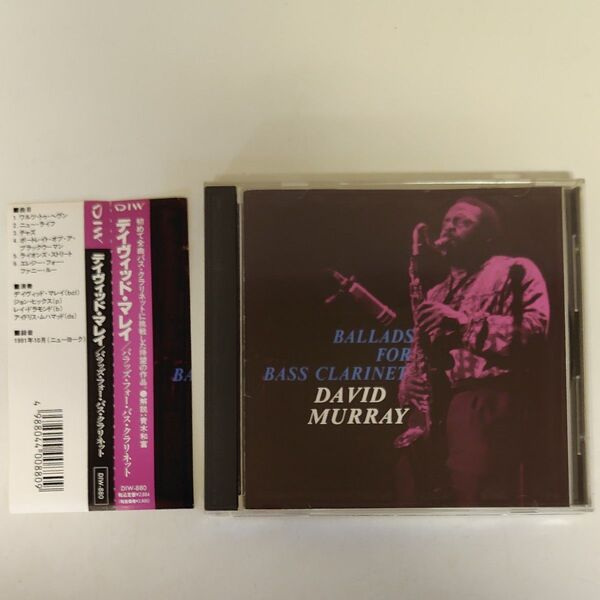 ■曲目
1. ワルツ・トゥ・ヘヴン
2. ニュー・ライフ
3. チャズ
4. ポートレイト・オブ・ア・
ブラック・ウーマン
5. ライオンズ・ストリート
6. エレジー・フォー・
ファニー・ルー
■演奏
デイヴィッド・マレイ(bcl)
ジョン・ヒックス(p)
レイ・ドラモンド(b)
アイドリス・ムハマッド(ds)
■録音
1991年10月(ニューヨーク)
4988044008809
DIW
デイヴィッド・マレイ
/バラッズ・フォー・バス・クラリネット
DIW-880
DIW
初めて全曲バス・クラリネットに挑戦した待望の作品。●解説:青木和富
デイヴィッド・マレイ
/バラッズ・フォー・バス・クラリネット
DIW-880
BA
BALLADS
FOR
BASS CLARINET
DAVID
MURRAY